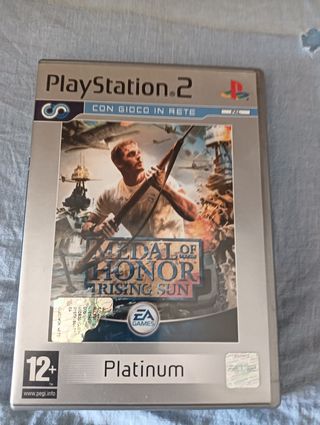 PlayStation®2
CON GIOCO IN RETE
MEDAL OF
HONOR
RISING SUN
EA
GAMES
12+
www.pegi.info
Platinum